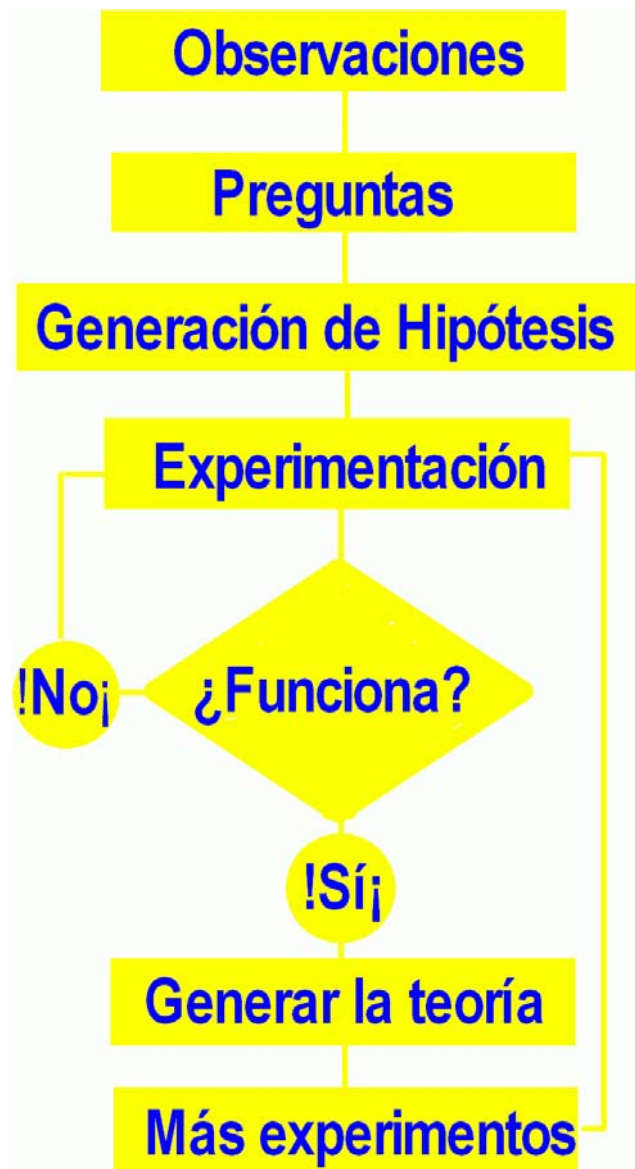 Observaciones
Preguntas
Generación de Hipótesis
Experimentación
¿Funciona?
!No¡
!Sí¡
Generar la teoría
Más experimentos